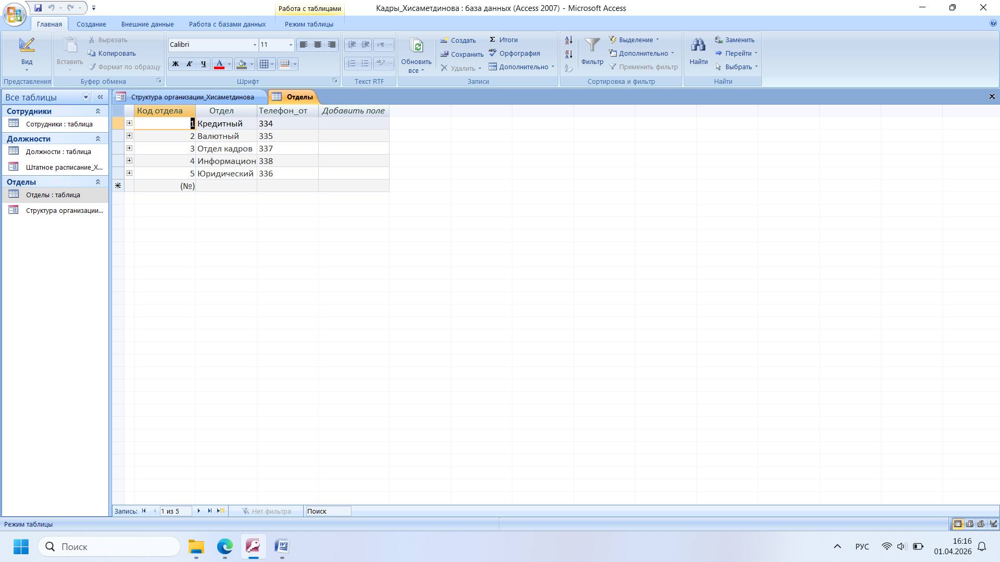 Работа с таблицами
Кадры_Хисаметдинова : база данных (Access 2007) - Microsoft Access
Главная Создание Внешние данные Работа с базами данных Режим таблицы
Вид
Представления
Вставить
Вырезать
Копировать
Формат по образцу
Буфер обмена
Calibri 11
Ж К Ч А
Шрифт
Текст RTF
Обновить все
Создать
Сохранить
Удалить
Σ Итоги
Орфография
Дополнительно
Записи
Фильтр
Выделение
Дополнительно
Применить фильтр
Сортировка и фильтр
Найти
Заменить
Перейти
Выбрать
Найти
Все таблицы
Сотрудники
Сотрудники : таблица
Должности
Должности : таблица
Штатное расписание_Х...
Отделы
Отделы : таблица
Структура организации...
Структура организации_Хисаметдинова Отделы
Код отдела Отдел Телефон_от Добавить поле
1 Кредитный 334
2 Валютный 335
3 Отдел кадров 337
4 Информацион 338
5 Юридический 336
(№)
Запись: 1 из 5 Нет фильтра Поиск
Режим таблицы
Поиск
РУС
16:16
01.04.2026